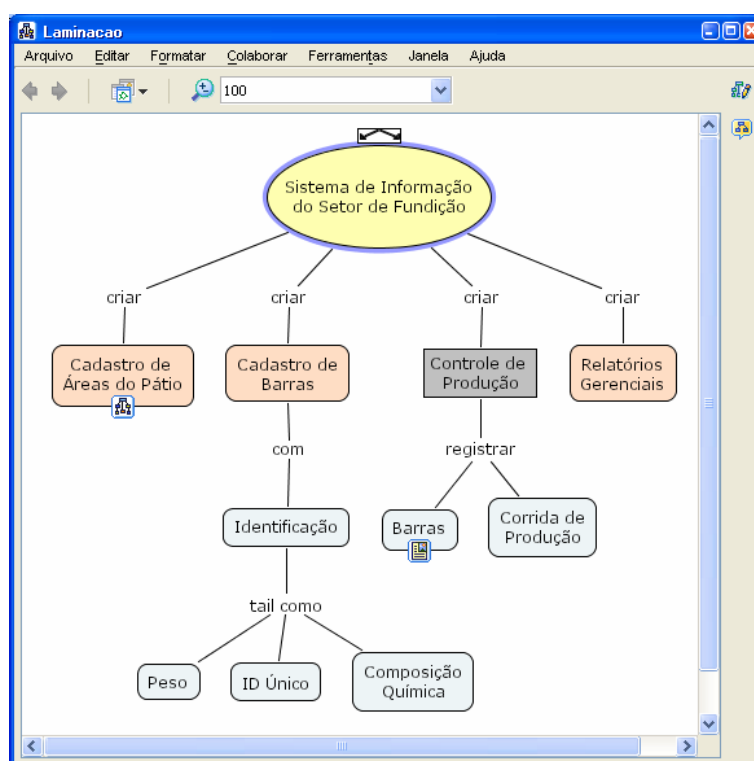 Laminacao
Arquivo Editar Formatar Colaborar Ferramentas Janela Ajuda
100
Sistema de Informação
do Setor de Fundição
criar criar criar criar
Cadastro de
Áreas do Pátio
Cadastro de
Barras
Controle de
Produção
Relatórios
Gerenciais
com
registrar
Identificação
Barras
Corrida de
Produção
tail como
Peso
ID Único
Composição
Química